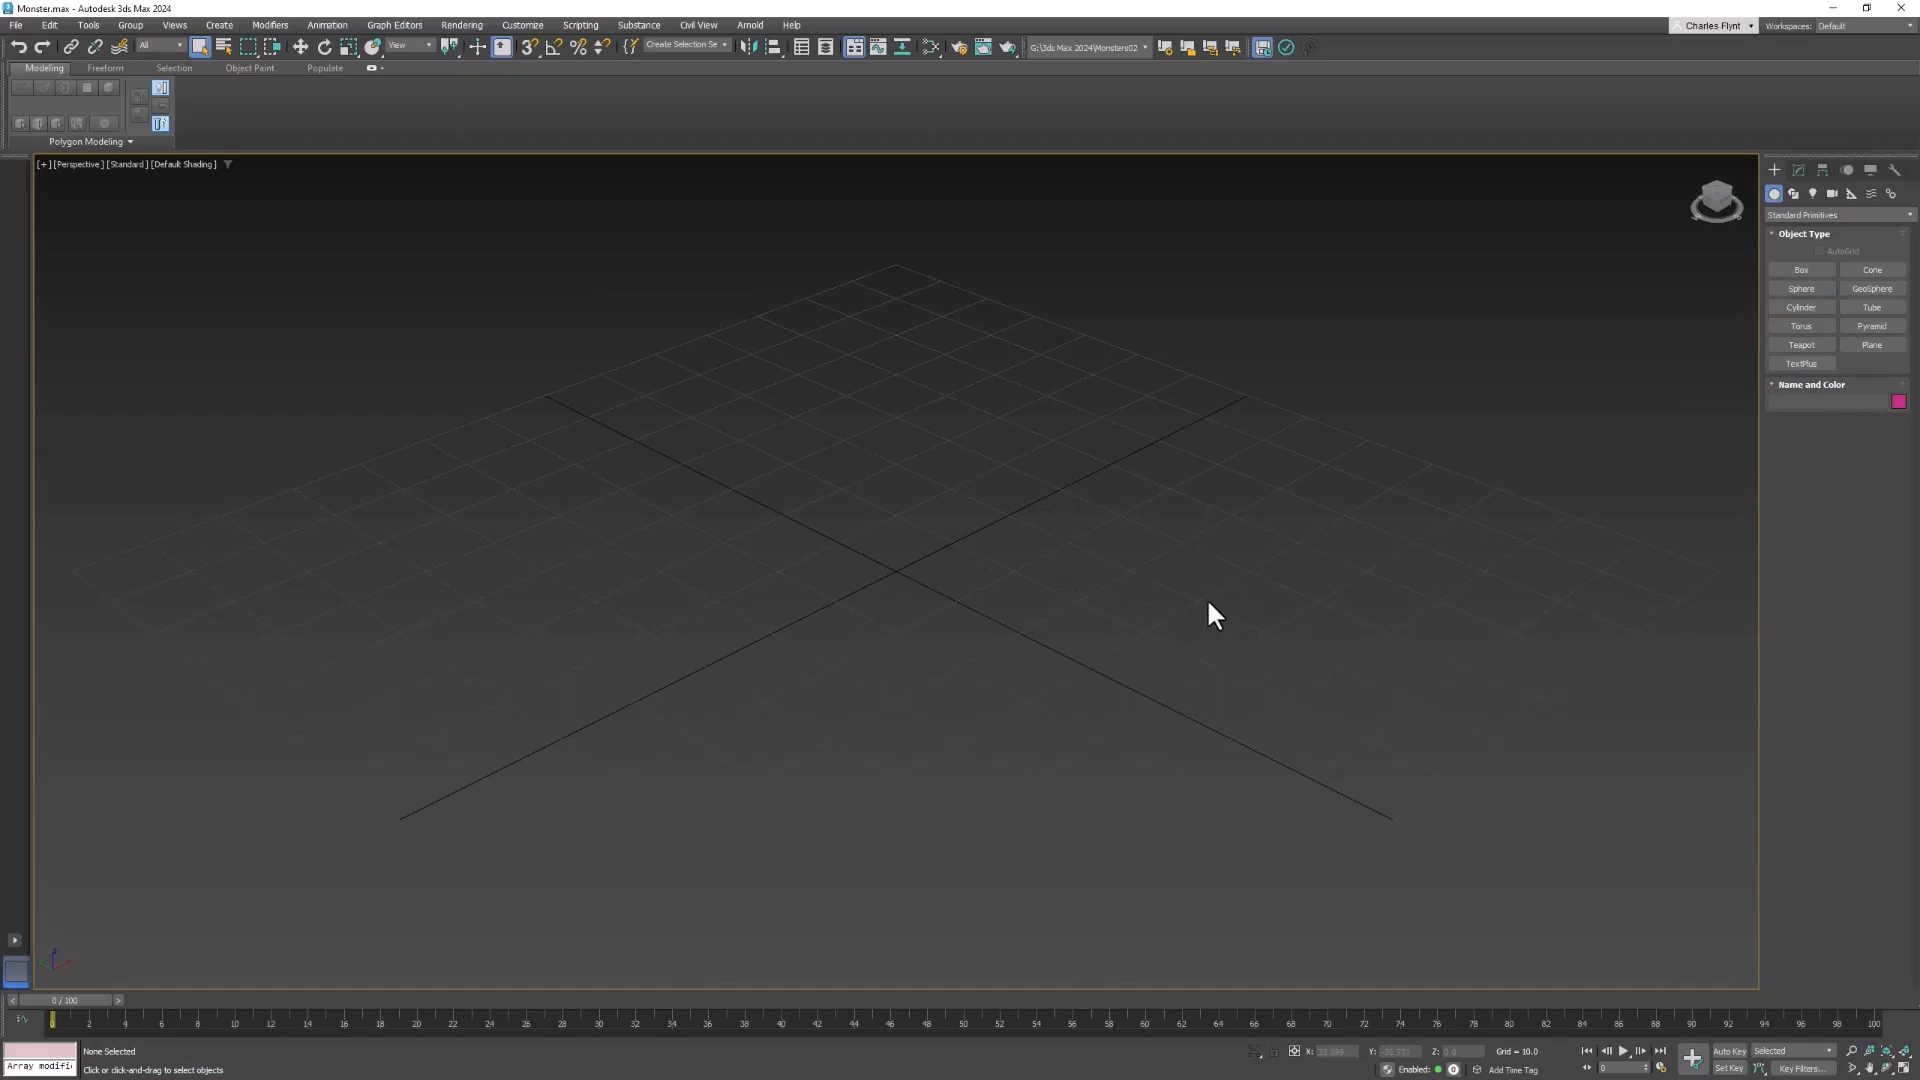 Monster.max - Autodesk 3ds Max 2024
File Edit Tools Group Views Create Modifiers Animation Graph Editors Rendering Customize Scripting Substance Civil View Arnold Help
Charles Flynt Workspaces: Default
All View Create Selection Se G:\3ds Max 2024\Monsters02
Modeling Freeform Selection Object Paint Populate
Polygon Modeling
[+] [Perspective] [Standard] [Default Shading]
Standard Primitives
Object Type
AutoGrid
Box Cone
Sphere GeoSphere
Cylinder Tube
Torus Pyramid
Teapot Plane
TextPlus
Name and Color
< 0 / 100 >
0 2 4 6 8 10 12 14 16 18 20 22 24 26 28 30 32 34 36 38 40 42 44 46 48 50 52 54 56 58 60 62 64 66 68 70 72 74 76 78 80 82 84 86 88 90 92 94 96 98 100
None Selected X: Y: Z: 0.0 Grid = 10.0 Auto Key Selected
Array modifi Click or click-and-drag to select objects Enabled: 0 Add Time Tag 0 Set Key Key Filters...